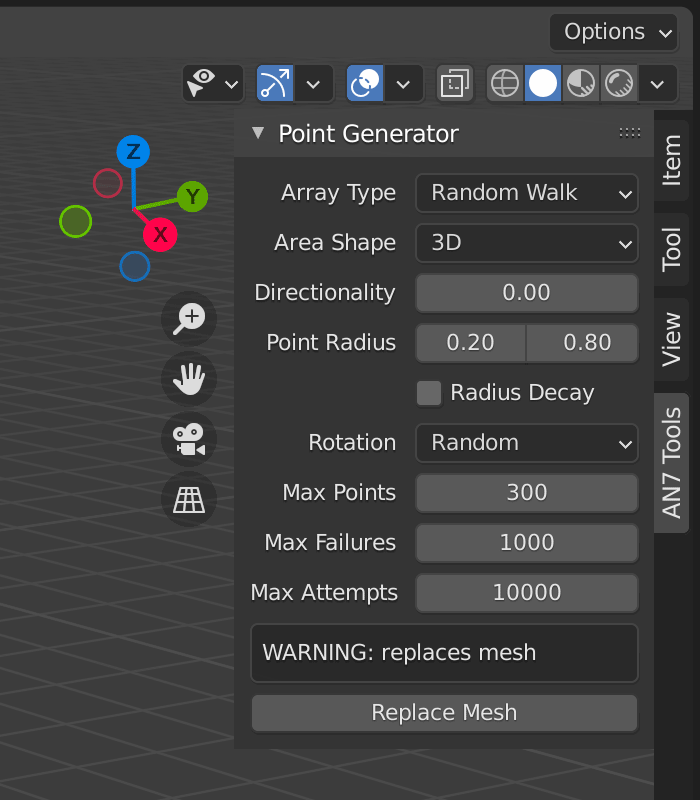 Options
Point Generator
Z
Y
X
Array Type Random Walk
Area Shape 3D
Directionality 0.00
Point Radius 0.20 0.80
Radius Decay
Rotation Random
Max Points 300
Max Failures 1000
Max Attempts 10000
WARNING: replaces mesh
Replace Mesh
Item
Tool
View
AN7 Tools